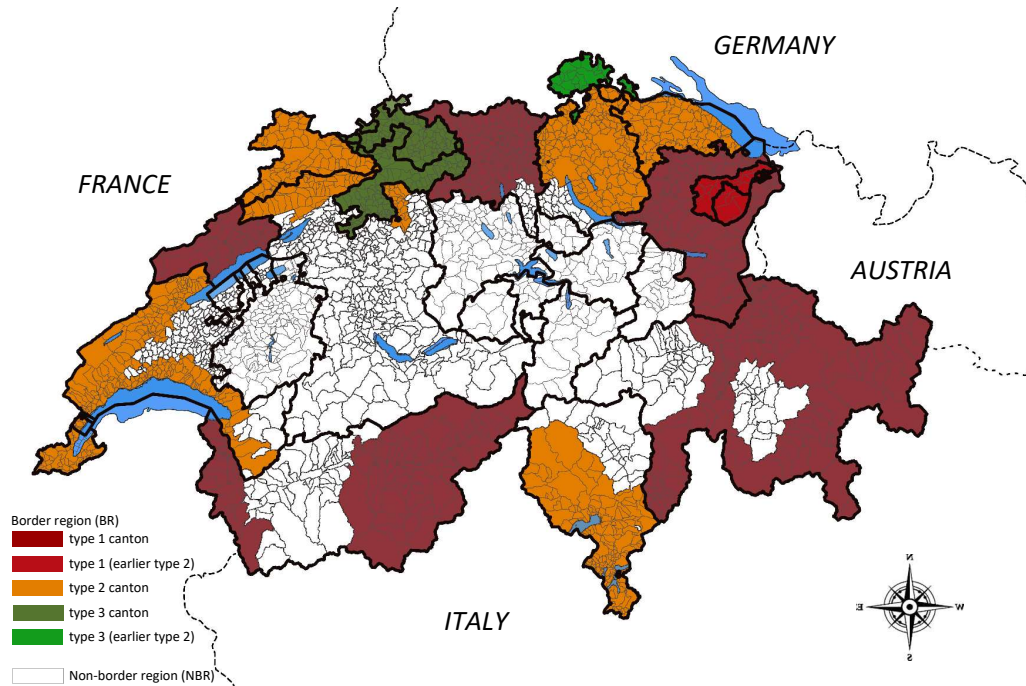 GERMANY
FRANCE
AUSTRIA
Border region (BR)
type 1 canton
type 1 (earlier type 2)
type 2 canton
type 3 canton
type 3 (earlier type 2)
Non-border region (NBR)
ITALY
N
E
W
S